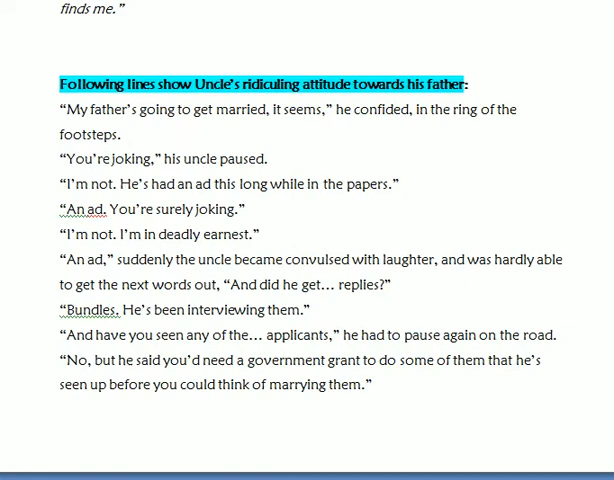 finds me.”
Following lines show Uncle’s ridiculing attitude towards his father:
“My father’s going to get married, it seems,” he confided, in the ring of the
footsteps.
“You’re joking,” his uncle paused.
“I’m not. He’s had an ad this long while in the papers.”
“An ad. You’re surely joking.”
“I’m not. I’m in deadly earnest.”
“An ad,” suddenly the uncle became convulsed with laughter, and was hardly able
to get the next words out, “And did he get… replies?”
“Bundles. He’s been interviewing them.”
“And have you seen any of the… applicants,” he had to pause again on the road.
“No, but he said you’d need a government grant to do some of them that he’s
seen up before you could think of marrying them.”